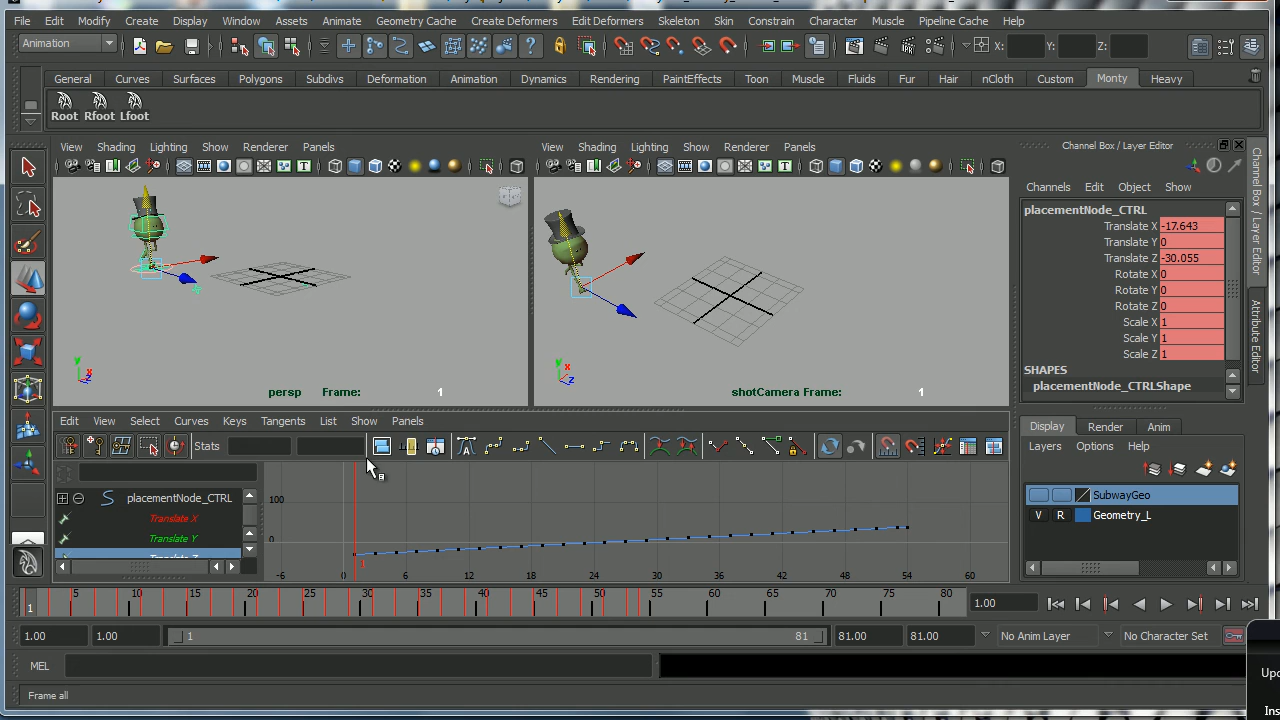 File Edit Modify Create Display Window Assets Animate Geometry Cache Create Deformers Edit Deformers Skeleton Skin Constrain Character Muscle Pipeline Cache Help
Animation X: Y: Z:
General Curves Surfaces Polygons Subdivs Deformation Animation Dynamics Rendering PaintEffects Toon Muscle Fluids Fur Hair nCloth Custom Monty Heavy
Root Rfoot Lfoot
View Shading Lighting Show Renderer Panels
View Shading Lighting Show Renderer Panels
persp Frame: 1
shotCamera Frame: 1
Channel Box / Layer Editor
Channels Edit Object Show
placementNode_CTRL
Translate X -17.643
Translate Y 0
Translate Z -30.055
Rotate X 0
Rotate Y 0
Rotate Z 0
Scale X 1
Scale Y 1
Scale Z 1
SHAPES
placementNode_CTRLShape
Channel Box / Layer Editor
Attribute Editor
Display Render Anim
Layers Options Help
SubwayGeo
V R Geometry_L
Edit View Select Curves Keys Tangents List Show Panels
Stats
placementNode_CTRL
Translate X
Translate Y
Translate Z
100
0
1
-6 0 6 12 18 24 30 36 42 48 54 60
1 5 10 15 20 25 30 35 40 45 50 55 60 65 70 75 80 1.00
1.00 1.00 1 81 81.00 81.00 No Anim Layer No Character Set
MEL
Frame all